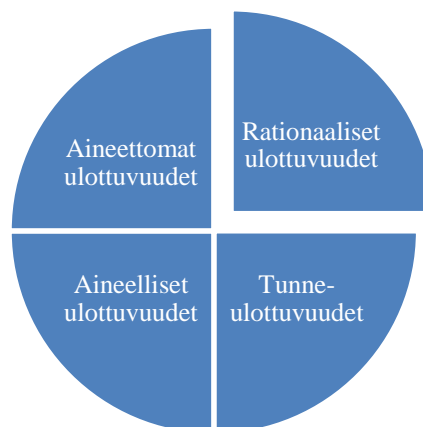 Aineettomat
ulottuvuudet
Rationaaliset
ulottuvuudet
Aineelliset
ulottuvuudet
Tunne-
ulottuvuudet